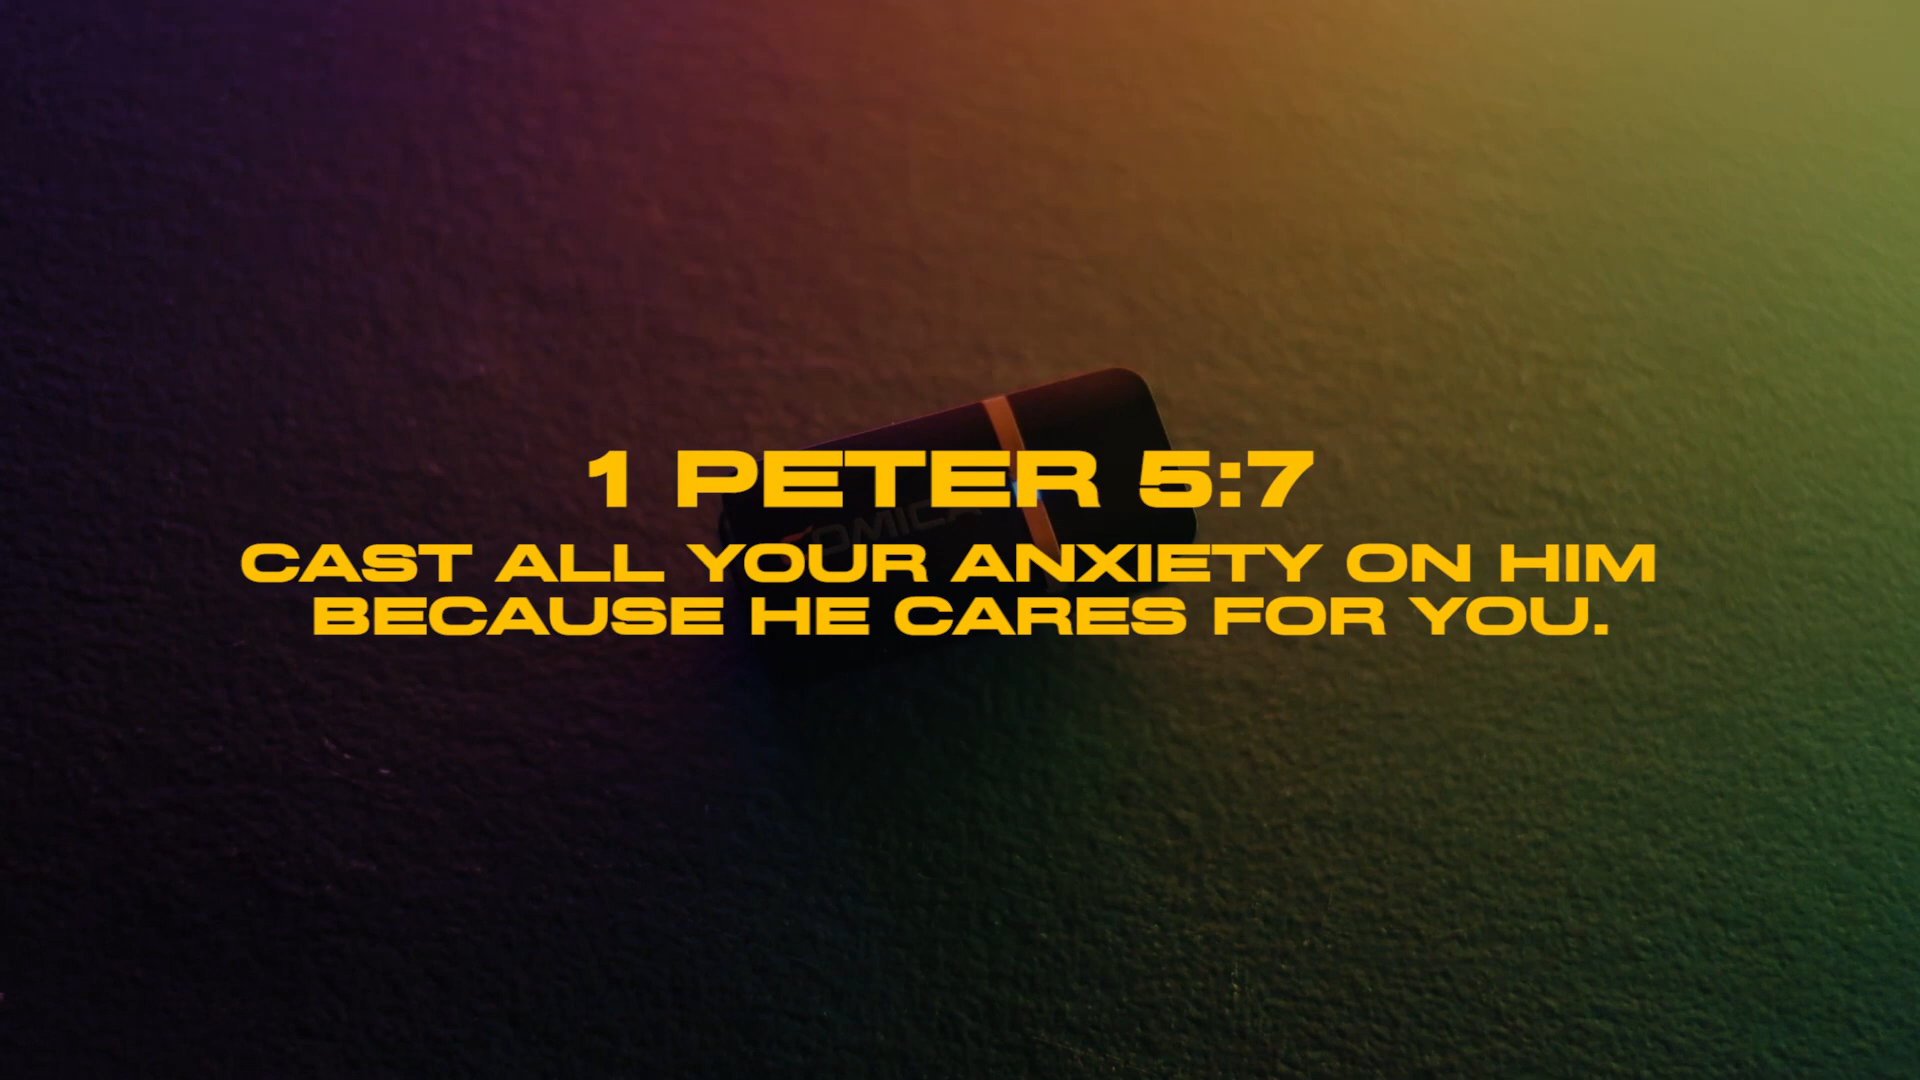 1 PETER 5:7
CAST ALL YOUR ANXIETY ON HIM
BECAUSE HE CARES FOR YOU.